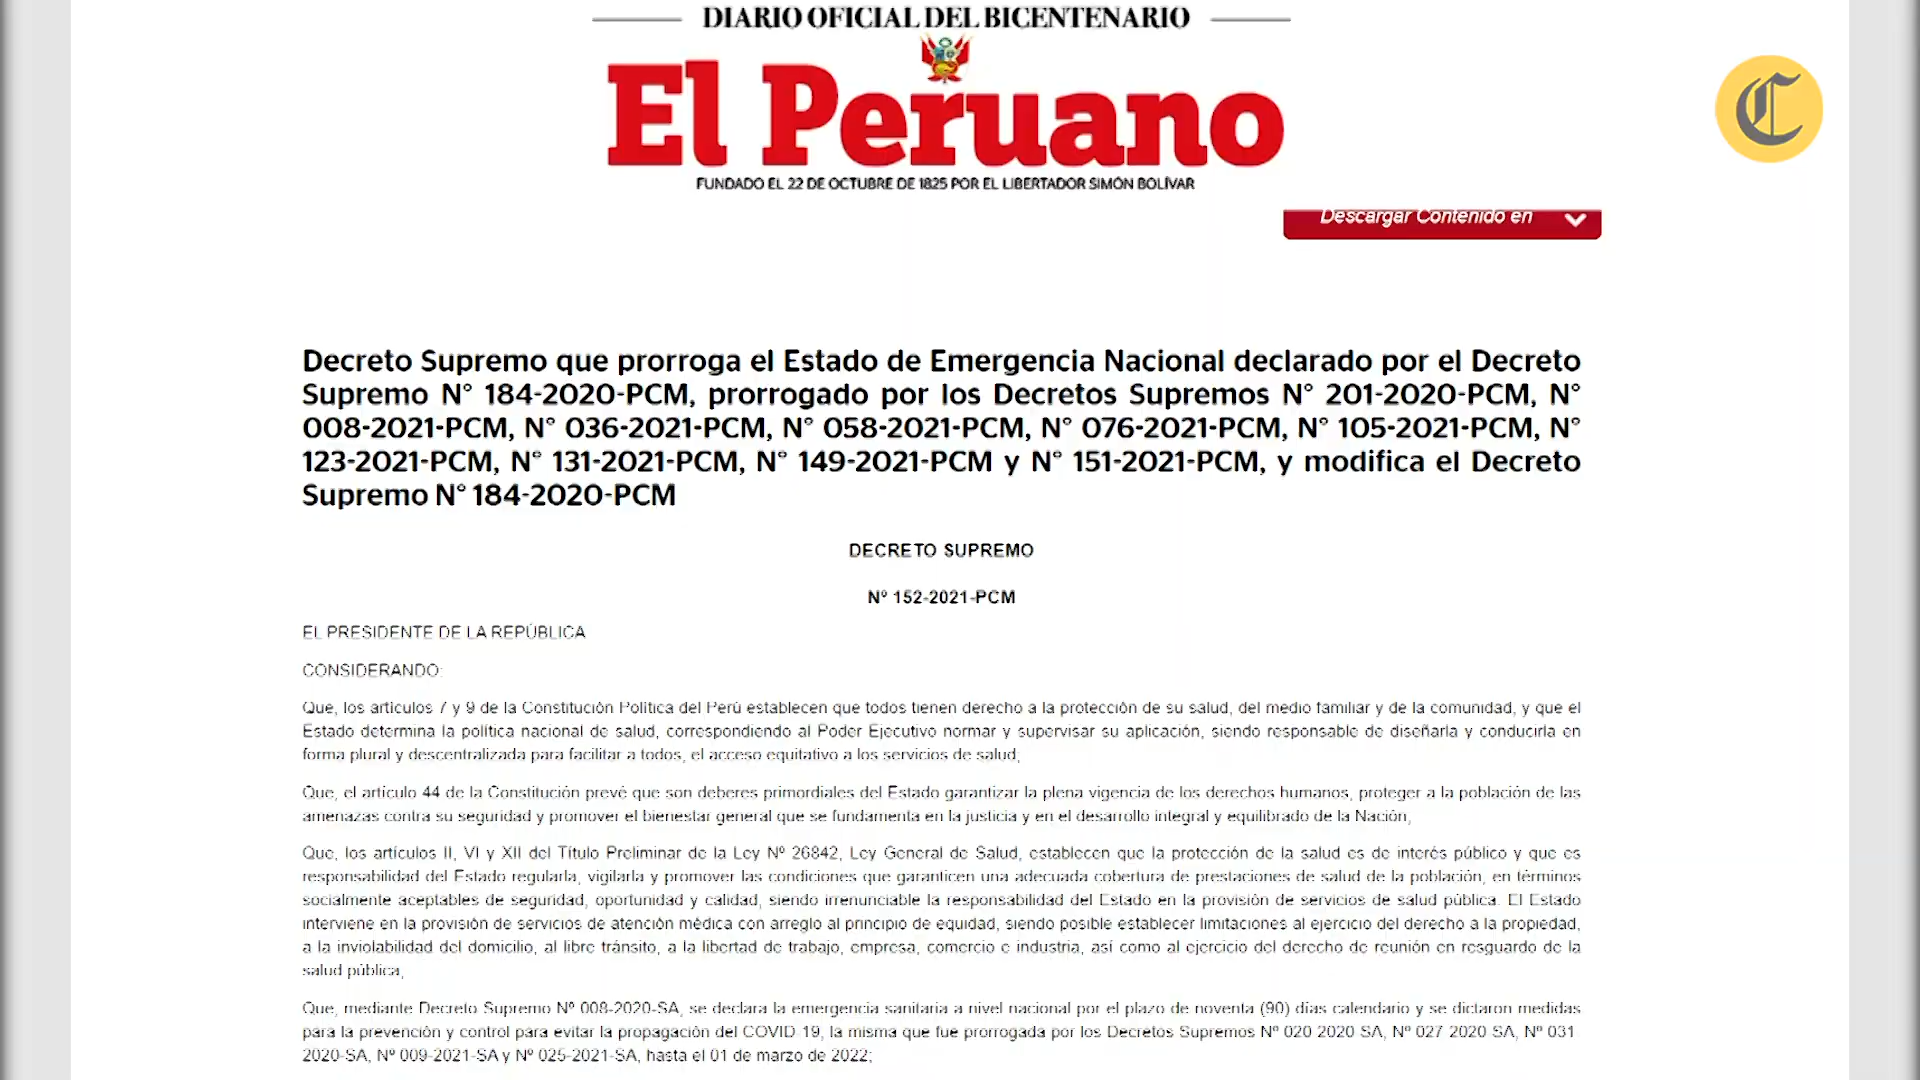 DIARIO OFICIAL DEL BICENTENARIO
El Peruano
FUNDADO EL 22 DE OCTUBRE DE 1825 POR EL LIBERTADOR SIMÓN BOLÍVAR
C
Descargar Contenido en
Decreto Supremo que prorroga el Estado de Emergencia Nacional declarado por el Decreto
Supremo N° 184-2020-PCM, prorrogado por los Decretos Supremos N° 201-2020-PCM, N°
008-2021-PCM, N° 036-2021-PCM, N° 058-2021-PCM, N° 076-2021-PCM, N° 105-2021-PCM, N°
123-2021-PCM, N° 131-2021-PCM, N° 149-2021-PCM y N° 151-2021-PCM, y modifica el Decreto
Supremo N° 184-2020-PCM
DECRETO SUPREMO
Nº 152-2021-PCM
EL PRESIDENTE DE LA REPÚBLICA
CONSIDERANDO:
Que, los artículos 7 y 9 de la Constitución Política del Perú establecen que todos tienen derecho a la protección de su salud, del medio familiar y de la comunidad, y que el
Estado determina la política nacional de salud, correspondiendo al Poder Ejecutivo normar y supervisar su aplicación, siendo responsable de diseñarla y conducirla en
forma plural y descentralizada para facilitar a todos, el acceso equitativo a los servicios de salud;
Que, el artículo 44 de la Constitución prevé que son deberes primordiales del Estado garantizar la plena vigencia de los derechos humanos, proteger a la población de las
amenazas contra su seguridad y promover el bienestar general que se fundamenta en la justicia y en el desarrollo integral y equilibrado de la Nación;
Que, los artículos II, VI y XII del Título Preliminar de la Ley Nº 26842, Ley General de Salud, establecen que la protección de la salud es de interés público y que es
responsabilidad del Estado regularla, vigilarla y promover las condiciones que garanticen una adecuada cobertura de prestaciones de salud de la población, en términos
socialmente aceptables de seguridad, oportunidad y calidad, siendo irrenunciable la responsabilidad del Estado en la provisión de servicios de salud pública. El Estado
interviene en la provisión de servicios de atención médica con arreglo al principio de equidad, siendo posible establecer limitaciones al ejercicio del derecho a la propiedad,
a la inviolabilidad del domicilio, al libre tránsito, a la libertad de trabajo, empresa, comercio e industria, así como al ejercicio del derecho de reunión en resguardo de la
salud pública;
Que, mediante Decreto Supremo Nº 008-2020-SA, se declara la emergencia sanitaria a nivel nacional por el plazo de noventa (90) días calendario y se dictaron medidas
para la prevención y control para evitar la propagación del COVID-19, la misma que fue prorrogada por los Decretos Supremos Nº 020-2020-SA, Nº 027-2020-SA, Nº 031-
2020-SA, Nº 009-2021-SA y Nº 025-2021-SA, hasta el 01 de marzo de 2022;